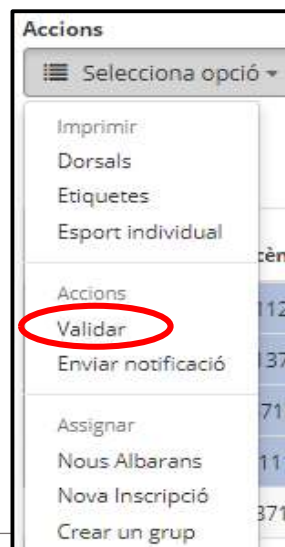 Accions
Selecciona opció
Imprimir
Dorsals
Etiquetes
Esport individual
Accions
Validar
Enviar notificació
Assignar
Nous Albarans
Nova Inscripció
Crear un grup